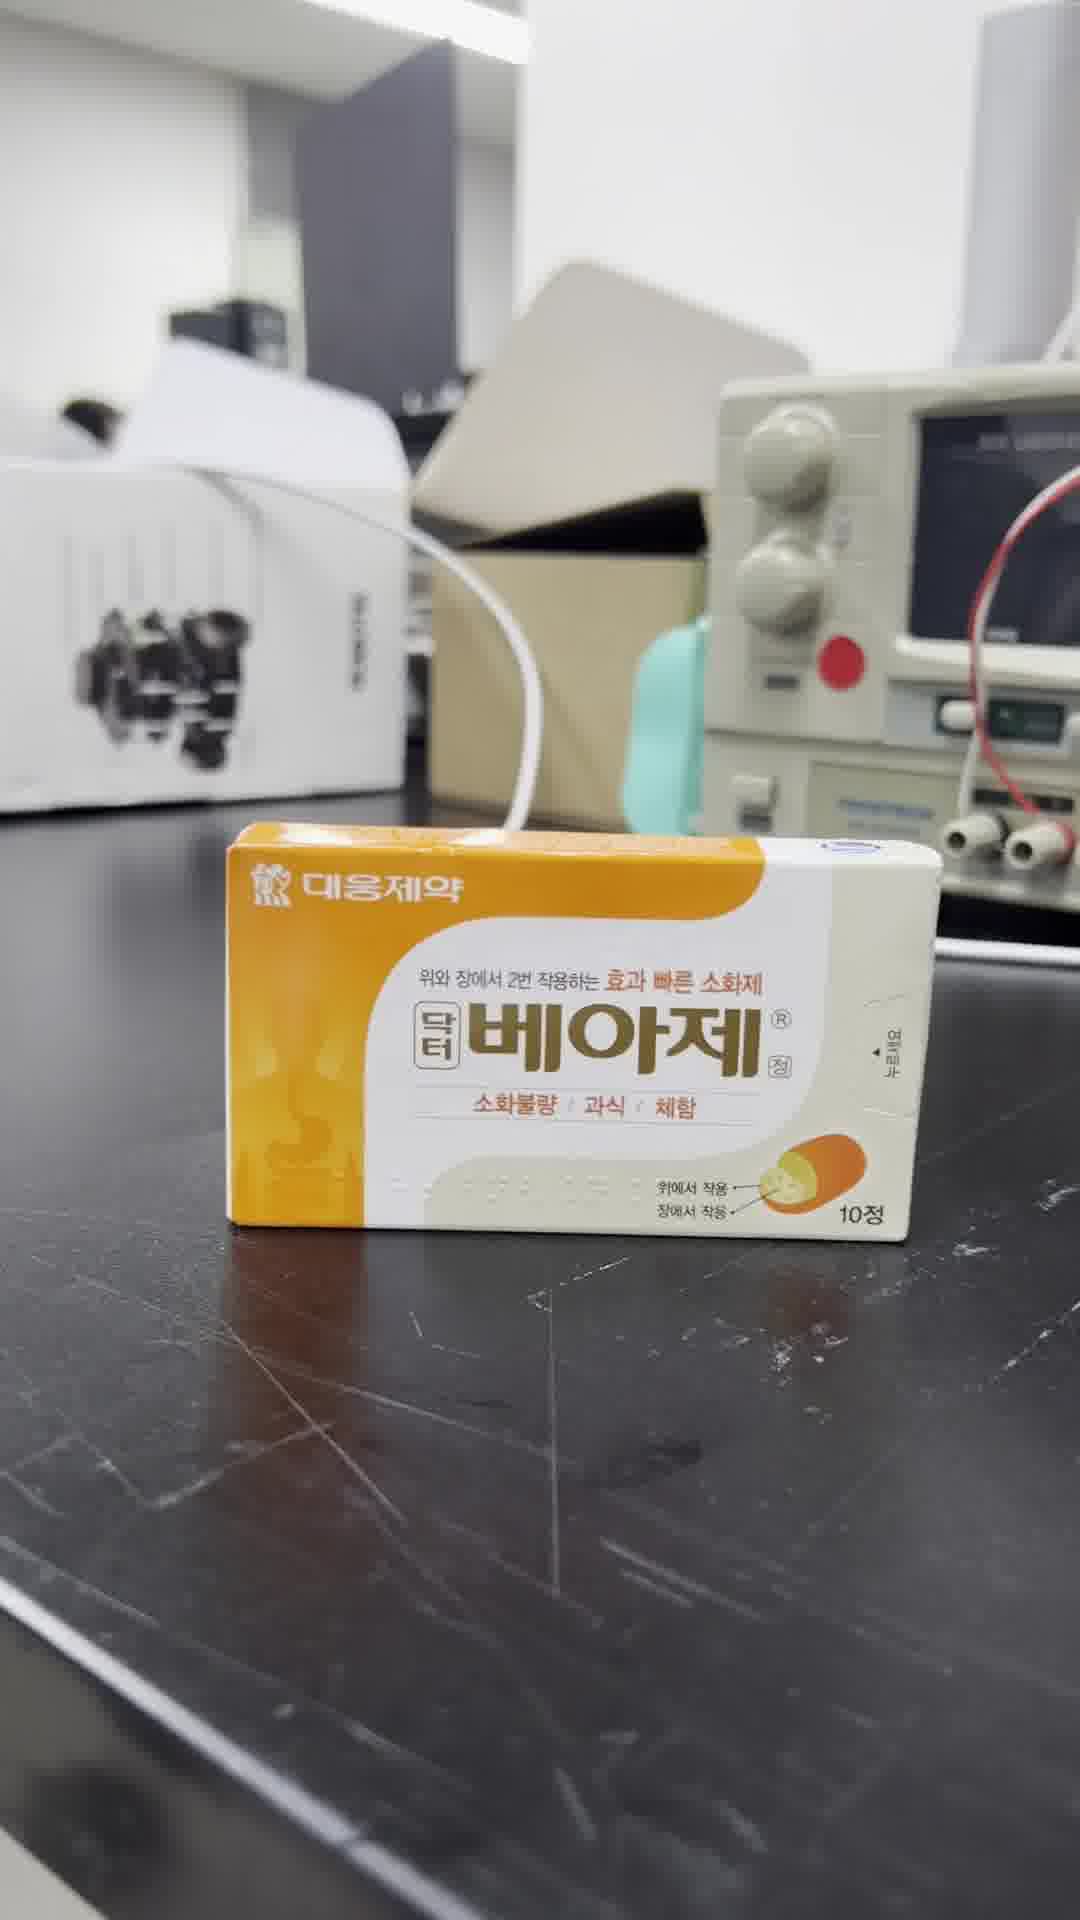 대웅제약
위와 장에서 2번 작용하는 효과 빠른 소화제
닥터 베아제 ®
정
소화불량 / 과식 / 체함
여는곳
위에서 작용
장에서 작용
10정